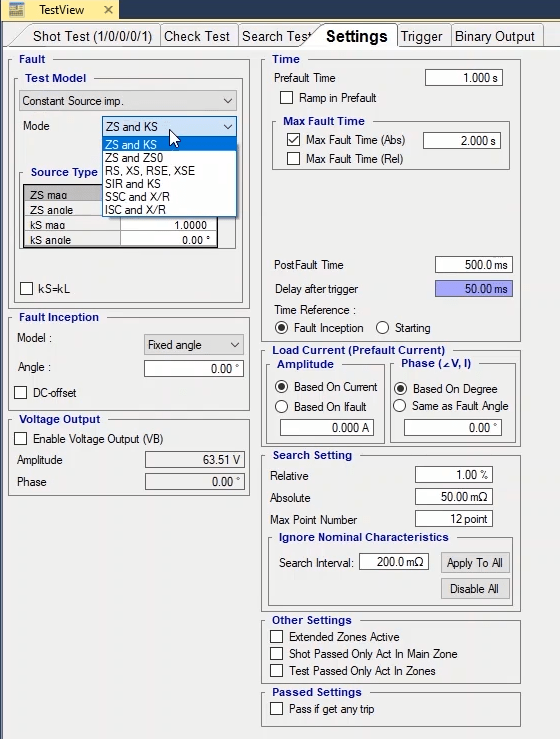 TestView
Shot Test (1/0/0/0/1)
Check Test
Search Test
Settings
Trigger
Binary Output
Fault
Test Model
Constant Source imp.
Mode
ZS and KS
ZS and KS
ZS and ZS0
RS, XS, RSE, XSE
SIR and KS
SSC and X/R
ISC and X/R
Source Type
ZS mag
ZS angle
kS mag 1.0000
kS angle 0.00 °
kS=kL
Fault Inception
Model : Fixed angle
Angle : 0.00 °
DC-offset
Voltage Output
Enable Voltage Output (VB)
Amplitude 63.51 V
Phase 0.00 °
Time
Prefault Time 1.000 s
Ramp in Prefault
Max Fault Time
Max Fault Time (Abs) 2.000 s
Max Fault Time (Rel)
PostFault Time 500.0 ms
Delay after trigger 50.00 ms
Time Reference :
Fault Inception Starting
Load Current (Prefault Current)
Amplitude
Based On Current
Based On Ifault
0.000 A
Phase (∠V, I)
Based On Degree
Same as Fault Angle
0.00 °
Search Setting
Relative 1.00 %
Absolute 50.00 mΩ
Max Point Number 12 point
Ignore Nominal Characteristics
Search Interval: 200.0 mΩ Apply To All
Disable All
Other Settings
Extended Zones Active
Shot Passed Only Act In Main Zone
Test Passed Only Act In Zones
Passed Settings
Pass if get any trip